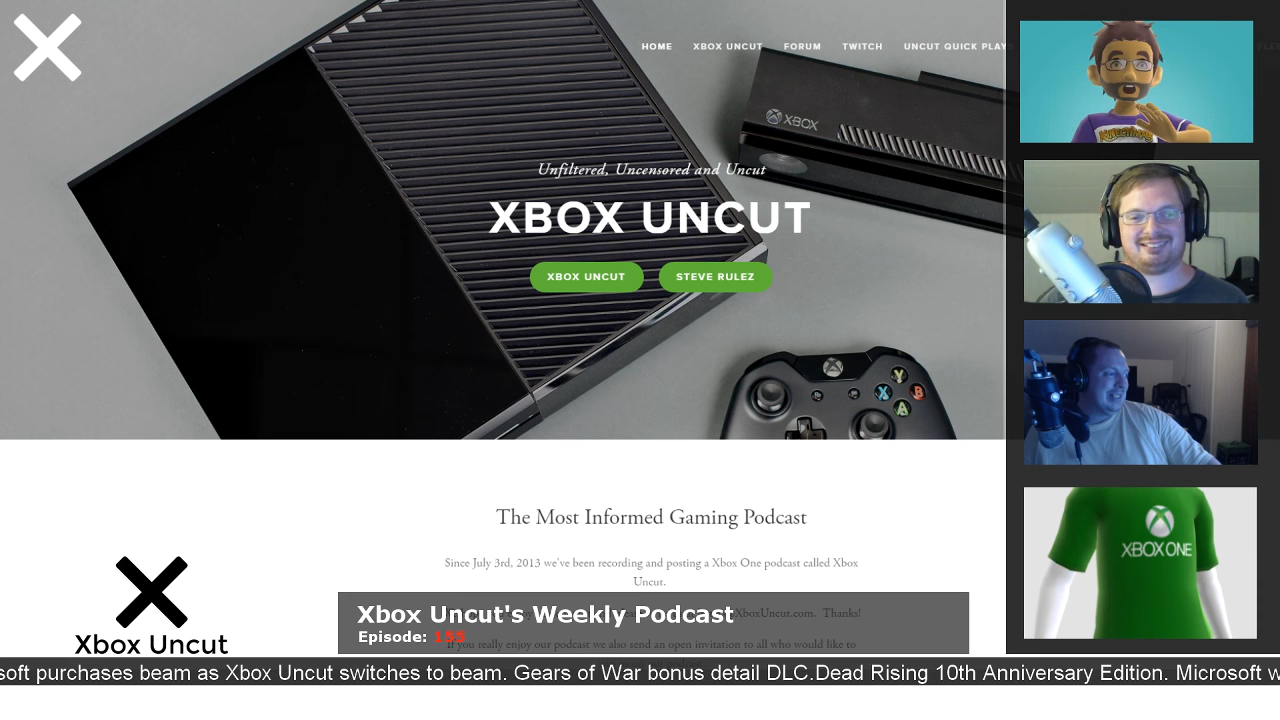 HOME XBOX UNCUT FORUM TWITCH UNCUT QUICK PLAYS
XBOX
Unfiltered, Uncensored and Uncut
XBOX UNCUT
XBOX UNCUT STEVE RULEZ
Y
X B
A
XBOX ONE
The Most Informed Gaming Podcast
Since July 3rd, 2013 we've been recording and posting a Xbox One podcast called Xbox
Uncut.
XboxUncut.com. Thanks!
If you really enjoy our podcast we also send an open invitation to all who would like to
Xbox Uncut
Xbox Uncut's Weekly Podcast
Episode: 155
soft purchases beam as Xbox Uncut switches to beam. Gears of War bonus detail DLC.Dead Rising 10th Anniversary Edition. Microsoft w